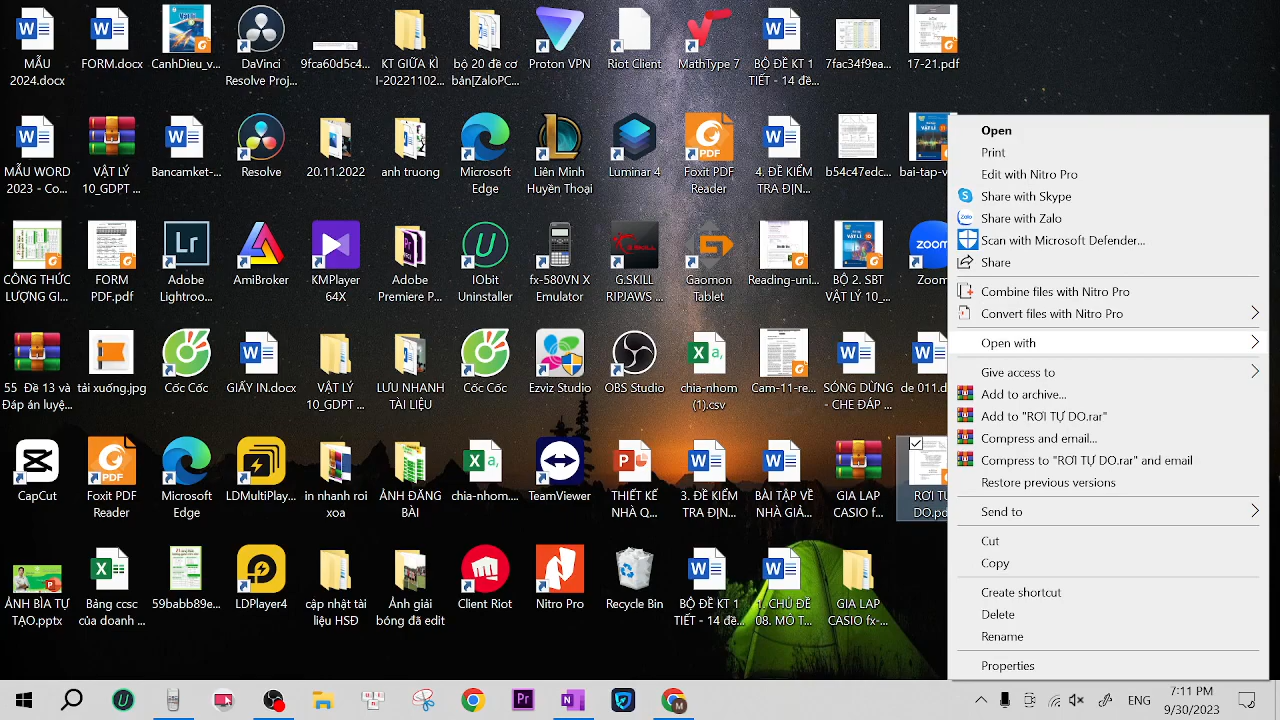 MẪU
2024.docx
FORM.docx
CanhDieu_v...
DaVinci
Resolve Proj...
9fca60d5c4...
KT GIỮA KÌ
I-20221102...
bộ 20 an dep
bản[Zalof-c...
Proton VPN
Riot Client
MathType 7
BỘ ĐỀ KT 1
TIẾT - 14 đề...
7fac34f9ea...
17-21.pdf
MẪU WORD
2023 - Co...
VẬT LÝ
10_GDPT ...
Resolve
20.11.2022
anh-trung-...
Microsoft
Edge
Liên Minh
Huyền Thoại
Luminar 4
Foxit PDF
Reader
4. ĐỀ KIỂM
TRA ĐỊN...
b54c47edc...
bai-tap-v
CÔNG THỨC
LƯỢNG GI...
FORM
PDF.pdf
Adobe
Lightroo...
AmiBroker
KMPlayer
64X
Adobe
Premiere P...
IObit
Uninstaller
fx-580VN X
Emulator
G.SKILL
RIPJAWS ...
Gaomon
Tablet
Reading-uni...
BỘ 2. SBT
VẬT LÝ 10_...
Zoom
55 Đề 13 va
Đáp án luyệ...
tướng.jpg
Cốc Cốc
GIẤY IN.docx
VẬT LÝ
10_GDPT ...
LƯU NHANH
TÀI LIỆU
Cốc Cốc
Ezviz Studio
OBS Studio
chia-nhom
(1).csv
Cam-11-re...
SÓNG DỪNG
- CHE ĐÁP ...
de 011.d
CapCut
Foxit PDF
Reader
Microsoft
Edge
LDMultiPlay...
in nhanh roi
xoa
ẢNH ĐĂNG
BÀI
chia-nhom...
TeamViewer
THIẾT KẾ
NHÀ Q...
3. ĐỀ KIỂM
TRA ĐỊN...
BÀI TẬP VỀ
NHÀ GIẢ...
GIA LAP
CASIO f...
RƠI TỰ
DO.pd
ẢNH BÌA TỰ
TẠO.pptx
Bảng ccsc
của doanh ...
59babb89e...
LDPlayer4
cập nhật tài
liệu HSĐ
Ảnh giải
bóng đã edit
Client Riot
Nitro Pro
Recycle Bin
BỘ ĐỀ KT 1
TIẾT - 14 đề...
1. CHỦ ĐỀ
08. MÔ T...
GIA LAP
CASIO fx-...
Open
Print
Edit with Nitro Pro
Share with Skype
Share with Zalo
Share
Combine files with Nitro Pro...
Convert files with Nitro Pro
Open with
Give access to
Add to archive...
Add to "RƠI TỰ DO.rar"
Compress and email...
Compress to "RƠI TỰ DO.rar" and email
Restore previous versions
Send to
Cut
Copy
Create shortcut
Delete
Rename
Properties
ENG
7:11 PM
9/30/2023